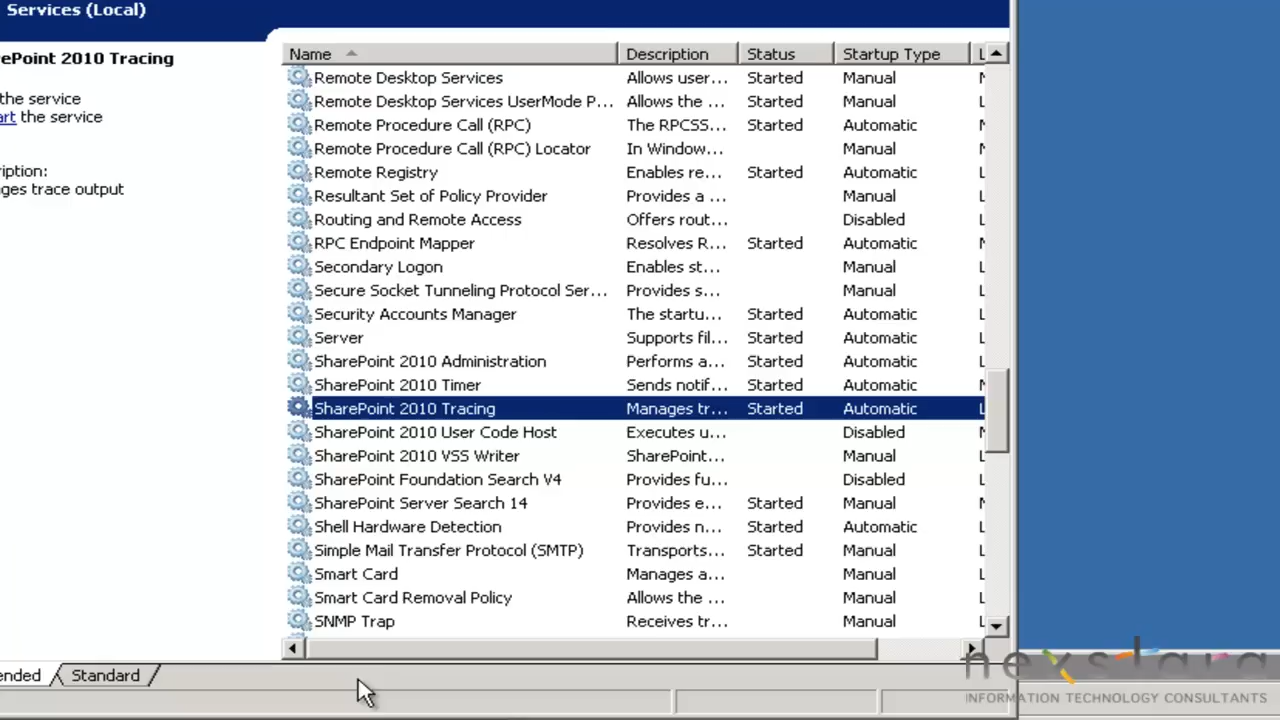 Services (Local)
ePoint 2010 Tracing
the service
art the service
ription:
ges trace output
Name Description Status Startup Type L
Remote Desktop Services Allows user... Started Manual
Remote Desktop Services UserMode P... Allows the ... Started Manual L
Remote Procedure Call (RPC) The RPCSS... Started Automatic
Remote Procedure Call (RPC) Locator In Window... Manual
Remote Registry Enables re... Started Automatic L
Resultant Set of Policy Provider Provides a ... Manual L
Routing and Remote Access Offers rout... Disabled L
RPC Endpoint Mapper Resolves R... Started Automatic
Secondary Logon Enables st... Manual L
Secure Socket Tunneling Protocol Ser... Provides s... Manual L
Security Accounts Manager The startu... Started Automatic L
Server Supports fil... Started Automatic L
SharePoint 2010 Administration Performs a... Started Automatic L
SharePoint 2010 Timer Sends notif... Started Automatic
SharePoint 2010 Tracing Manages tr... Started Automatic L
SharePoint 2010 User Code Host Executes u... Disabled
SharePoint 2010 VSS Writer SharePoint... Manual L
SharePoint Foundation Search V4 Provides fu... Disabled L
SharePoint Server Search 14 Provides e... Started Manual
Shell Hardware Detection Provides n... Started Automatic L
Simple Mail Transfer Protocol (SMTP) Transports... Started Manual L
Smart Card Manages a... Manual L
Smart Card Removal Policy Allows the ... Manual L
SNMP Trap Receives tr... Manual L
ended Standard
INFORMATION TECHNOLOGY CONSULTANTS